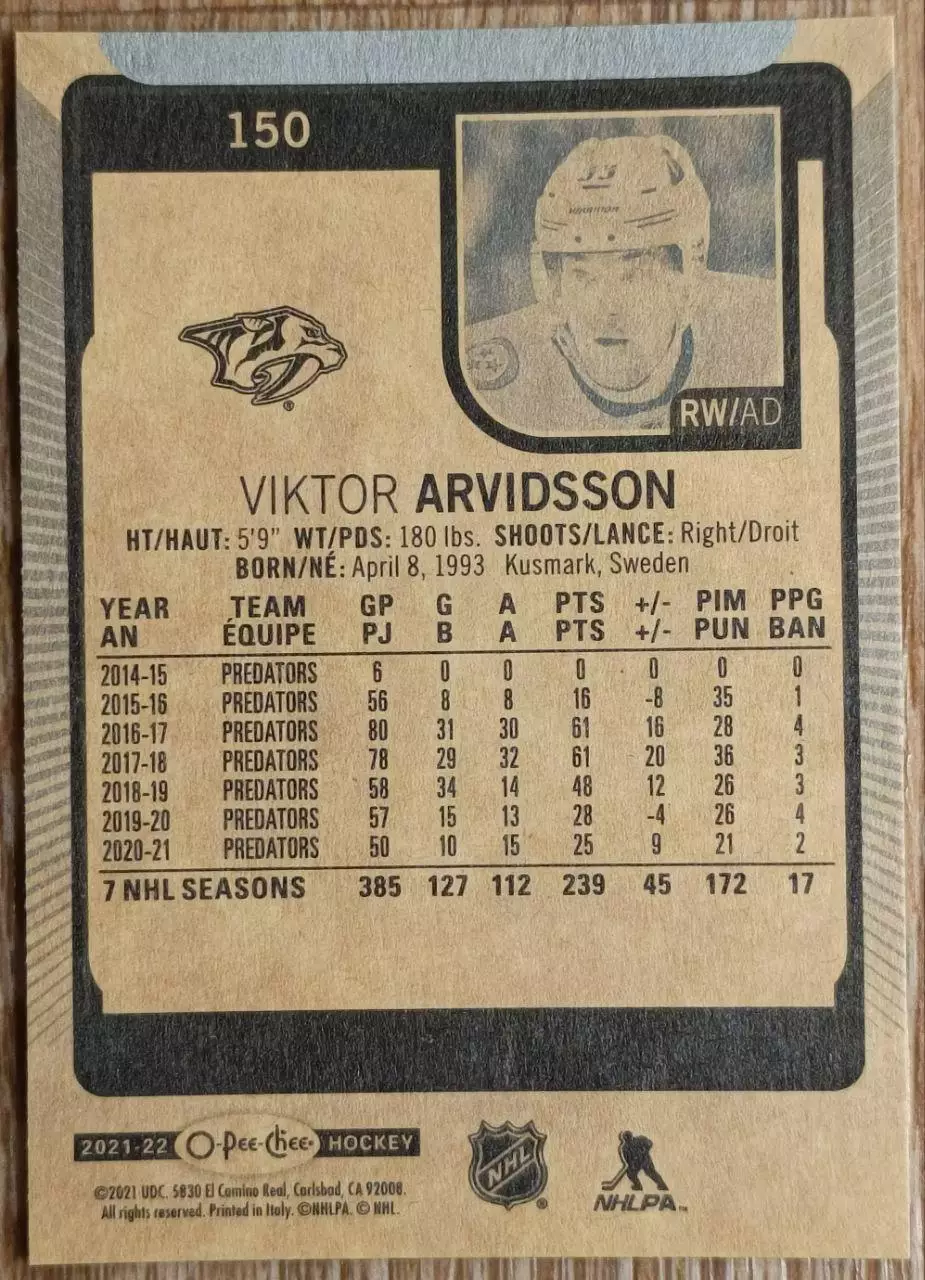 150
33
WARRIOR
RW/AD
VIKTOR ARVIDSSON
HT/HAUT: 5'9" WT/PDS: 180 lbs. SHOOTS/LANCE: Right/Droit
BORN/NÉ: April 8, 1993 Kusmark, Sweden
YEAR TEAM GP G A PTS +/- PIM PPG
AN ÉQUIPE PJ B A PTS +/- PUN BAN
2014-15 PREDATORS 6 0 0 0 0 0 0
2015-16 PREDATORS 56 8 8 16 -8 35 1
2016-17 PREDATORS 80 31 30 61 16 28 4
2017-18 PREDATORS 78 29 32 61 20 36 3
2018-19 PREDATORS 58 34 14 48 12 26 3
2019-20 PREDATORS 57 15 13 28 -4 26 4
2020-21 PREDATORS 50 10 15 25 9 21 2
7 NHL SEASONS 385 127 112 239 45 172 17
2021-22 O-Pee-Chee HOCKEY
NHL
NHLPA
©2021 UDC. 5830 El Camino Real, Carlsbad, CA 92008.
All rights reserved. Printed in Italy. ©NHLPA. © NHL.